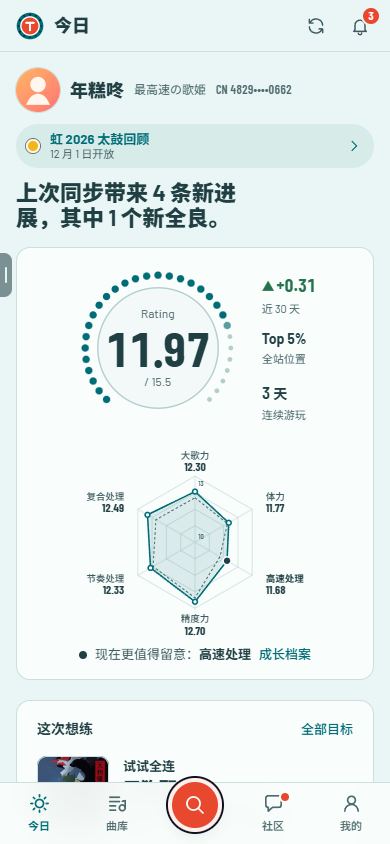 今日
3
年糕咚 最高速の歌姫 CN 4829••••0662
虹 2026 太鼓回顾
12 月 1 日开放
上次同步带来 4 条新进
展，其中 1 个新全良。
Rating
11.97
/ 15.5
▲+0.31
近 30 天
Top 5%
全站位置
3 天
连续游玩
大歌力
12.30
13
复合处理
12.49
体力
11.77
10
节奏处理
12.33
高速处理
11.68
精度力
12.70
现在更值得留意：高速处理 成长档案
这次想练 全部目标
试试全连
今日
曲库
社区
我的